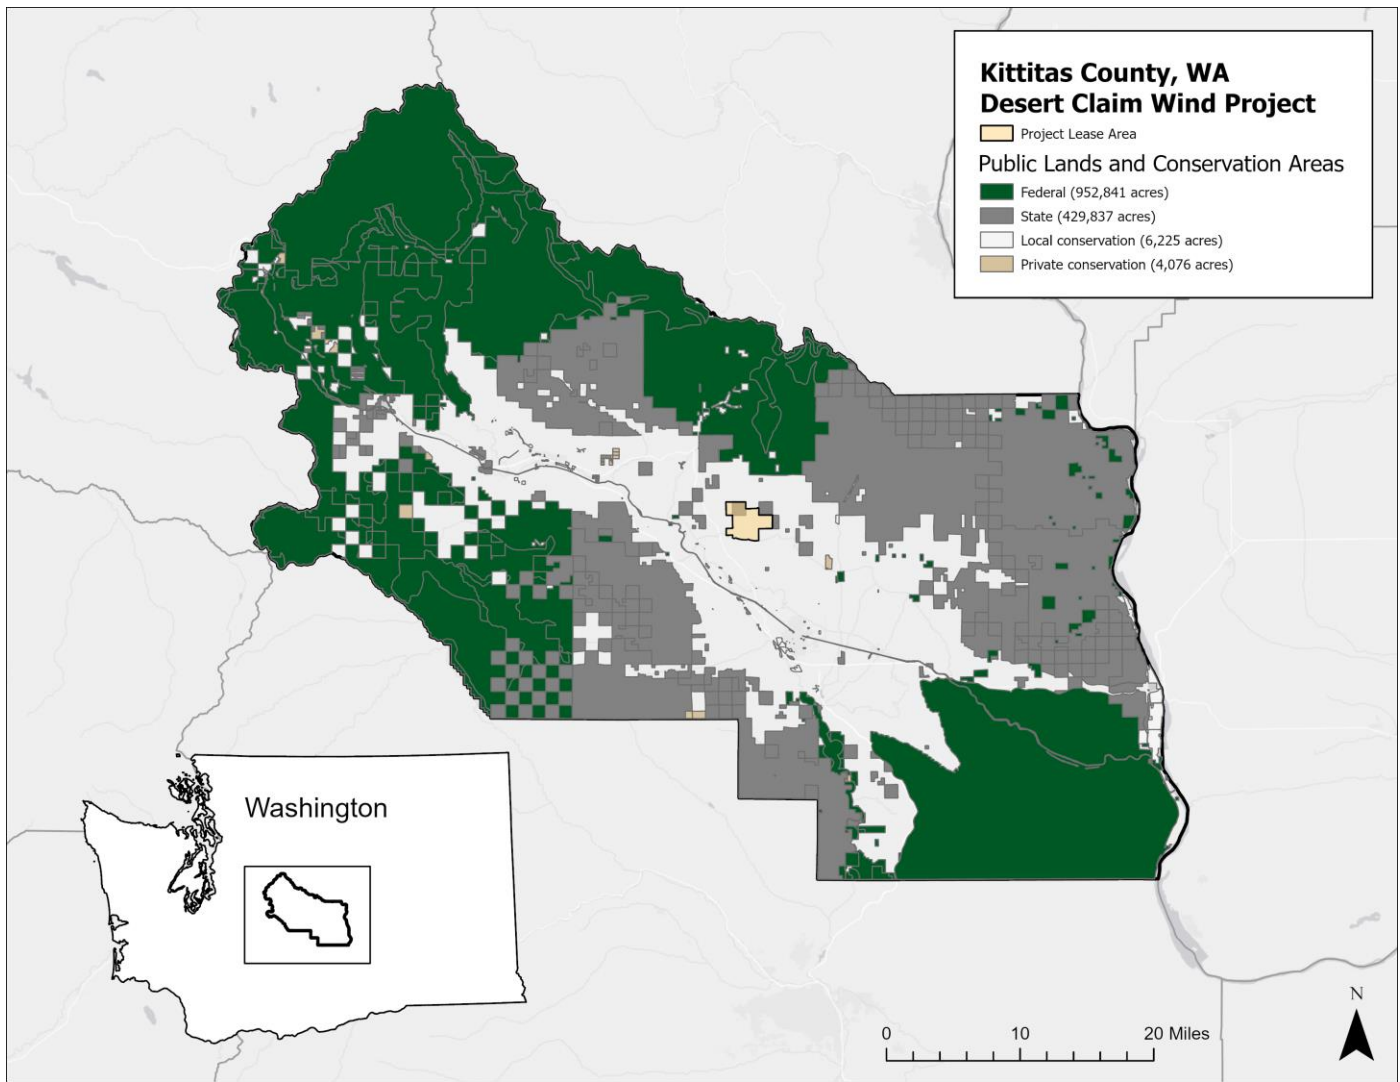 Kittitas County, WA
Desert Claim Wind Project
Project Lease Area
Public Lands and Conservation Areas
Federal (952,841 acres)
State (429,837 acres)
Local conservation (6,225 acres)
Private conservation (4,076 acres)
Washington
N
0 10 20 Miles